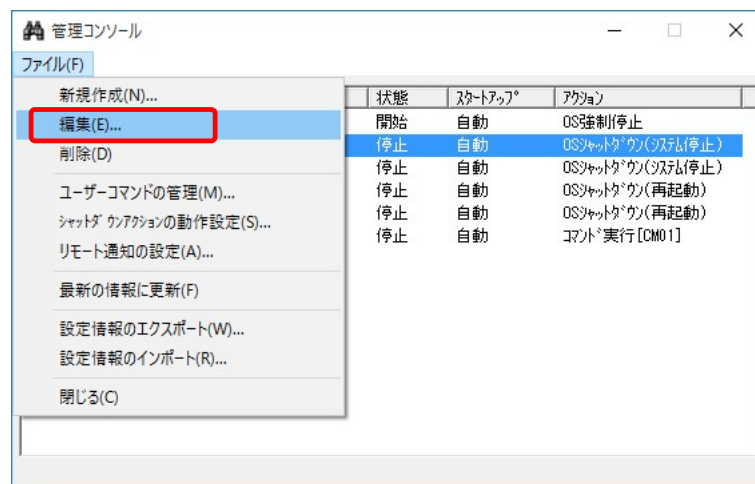 管理コンソール
ファイル(F)
新規作成(N)...
編集(E)...
削除(D)
ユーザーコマンドの管理(M)...
シャットダウンアクションの動作設定(S)...
リモート通知の設定(A)...
最新の情報に更新(F)
設定情報のエクスポート(W)...
設定情報のインポート(R)...
閉じる(C)
状態 スタートアップ アクション
開始 自動 OS強制停止
停止 自動 OSシャットダウン(システム停止)
停止 自動 OSシャットダウン(システム停止)
停止 自動 OSシャットダウン(再起動)
停止 自動 OSシャットダウン(再起動)
停止 自動 コマンド実行[CM01]